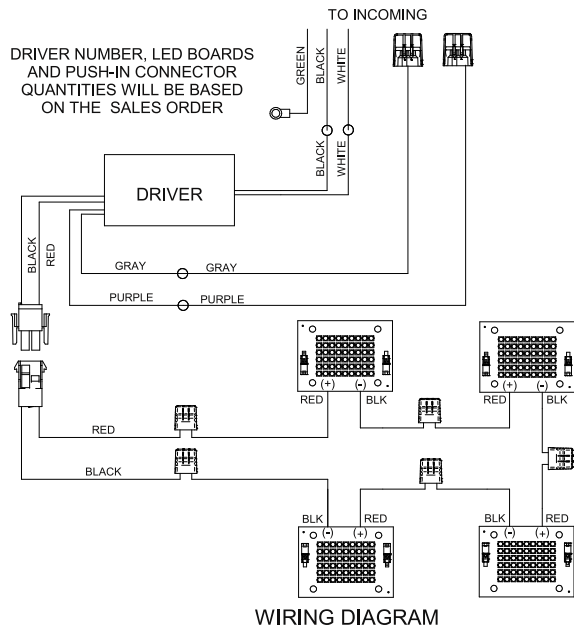 TO INCOMING
DRIVER NUMBER, LED BOARDS
AND PUSH-IN CONNECTOR
QUANTITIES WILL BE BASED
ON THE SALES ORDER
GREEN
BLACK
WHITE
BLACK
WHITE
DRIVER
BLACK
RED
GRAY
GRAY
PURPLE
PURPLE
(+)
(-)
RED
BLK
(+)
(-)
RED
BLK
RED
BLACK
BLK
RED
(-)
(+)
BLK
RED
(-)
(+)
WIRING DIAGRAM